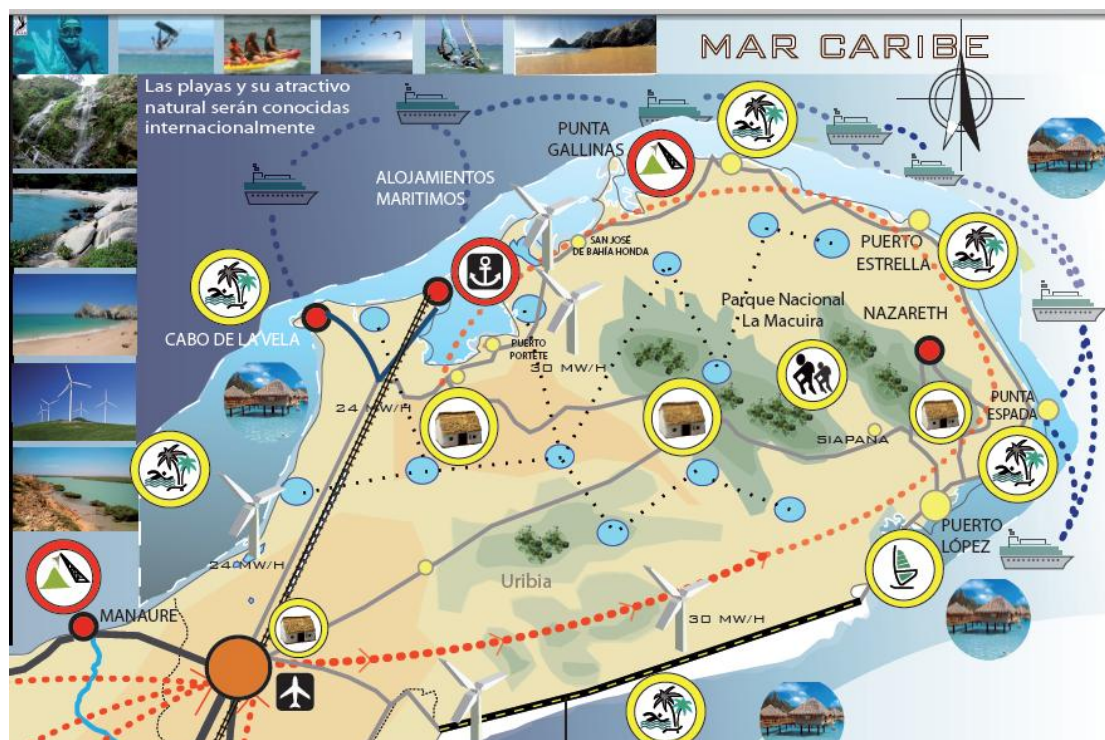 MAR CARIBE
Las playas y su atractivo
natural serán conocidas
internacionalmente
PUNTA
GALLINAS
ALOJAMIENTOS
MARITIMOS
SAN JOSÉ
DE BAHÍA HONDA
PUERTO
ESTRELLA
Parque Nacional
La Macuira
NAZARETH
CABO DE LA VELA
PUERTO
PORTETE
30 MW/H
24 MW/H
PUNTA
ESPADA
SIAPANA
PUERTO
LÓPEZ
24 MW/H
Uribia
MANAURE
30 MW/H